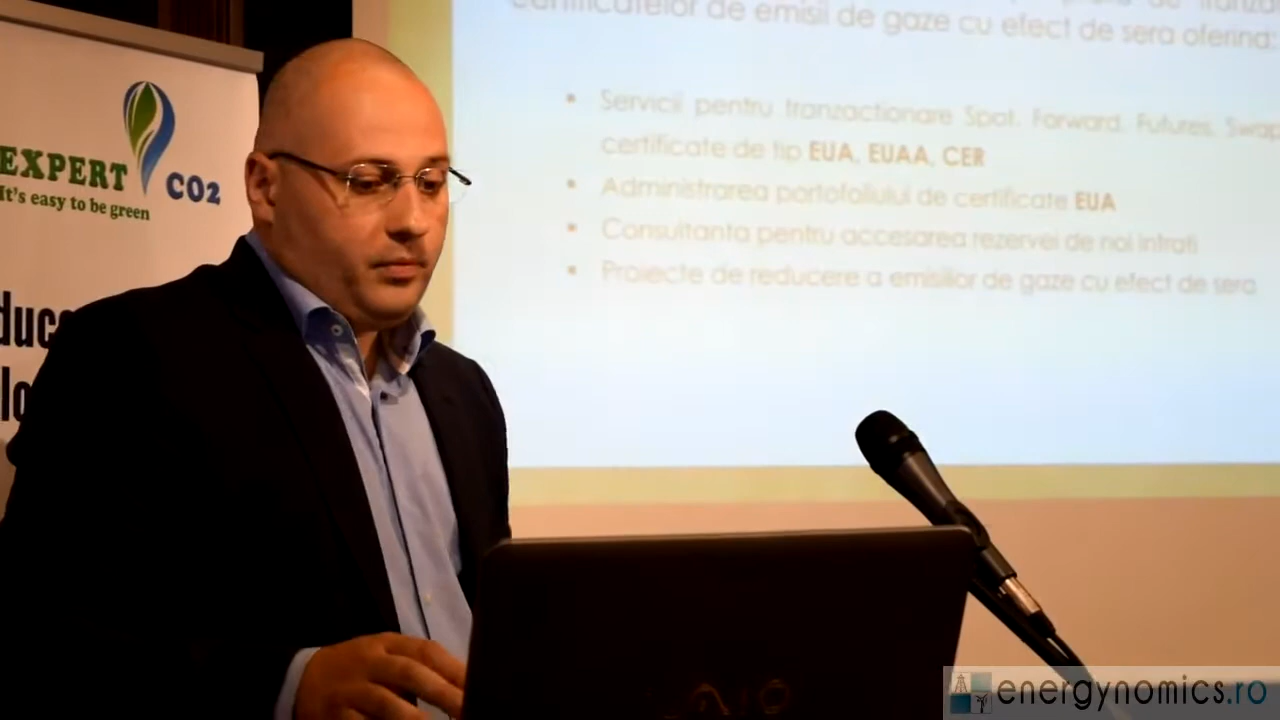 EXPERT
CO2
It's easy to be green
certificatelor de emisii de gaze cu efect de sera oferind:
• Servicii pentru tranzactionare Spot, Forward, Futures, Swap
certificate de tip EUA, EUAA, CER
• Administrarea portofoliului de certificate EUA
• Consultanta pentru accesarea rezervei de noi intrati
• Proiecte de reducere a emisiilor de gaze cu efect de sera
VAIO
energynomics.ro